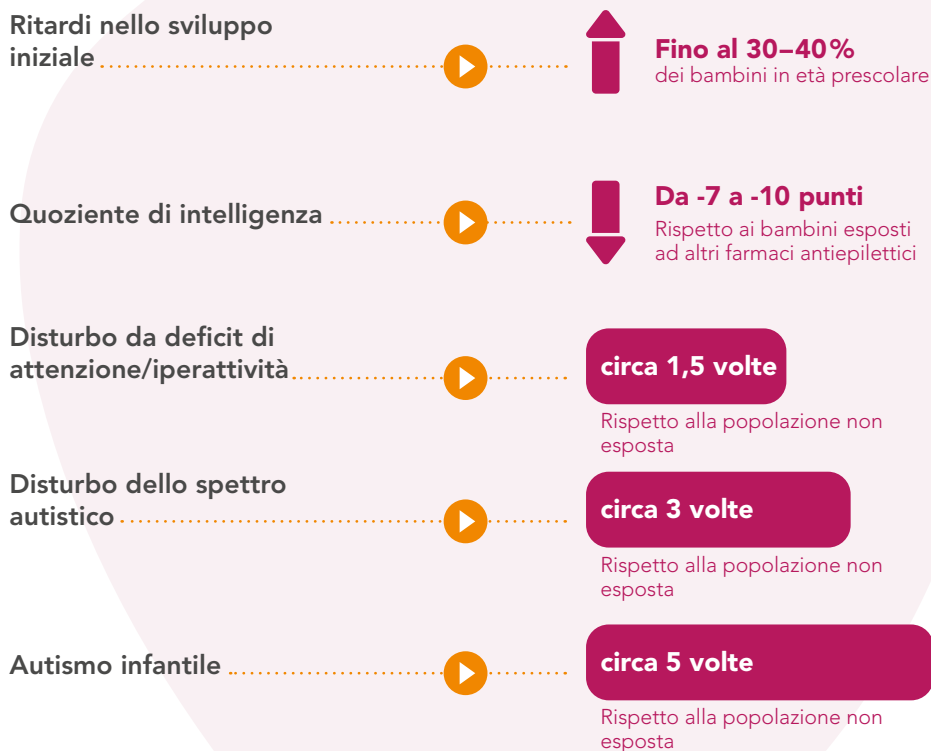 Ritardi nello sviluppo
iniziale
Fino al 30–40%
dei bambini in età prescolare
Quoziente di intelligenza
Da -7 a -10 punti
Rispetto ai bambini esposti
ad altri farmaci antiepilettici
Disturbo da deficit di
attenzione/iperattività
circa 1,5 volte
Rispetto alla popolazione non
esposta
Disturbo dello spettro
autistico
circa 3 volte
Rispetto alla popolazione non
esposta
Autismo infantile
circa 5 volte
Rispetto alla popolazione non
esposta